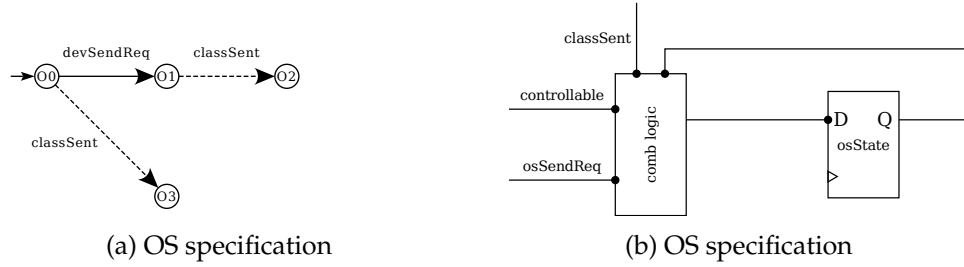 devSendReq
classSent
O0
O1
O2
classSent
O3
(a) OS specification
classSent
controllable
osSendReq
comb logic
D
Q
osState
(b) OS specification